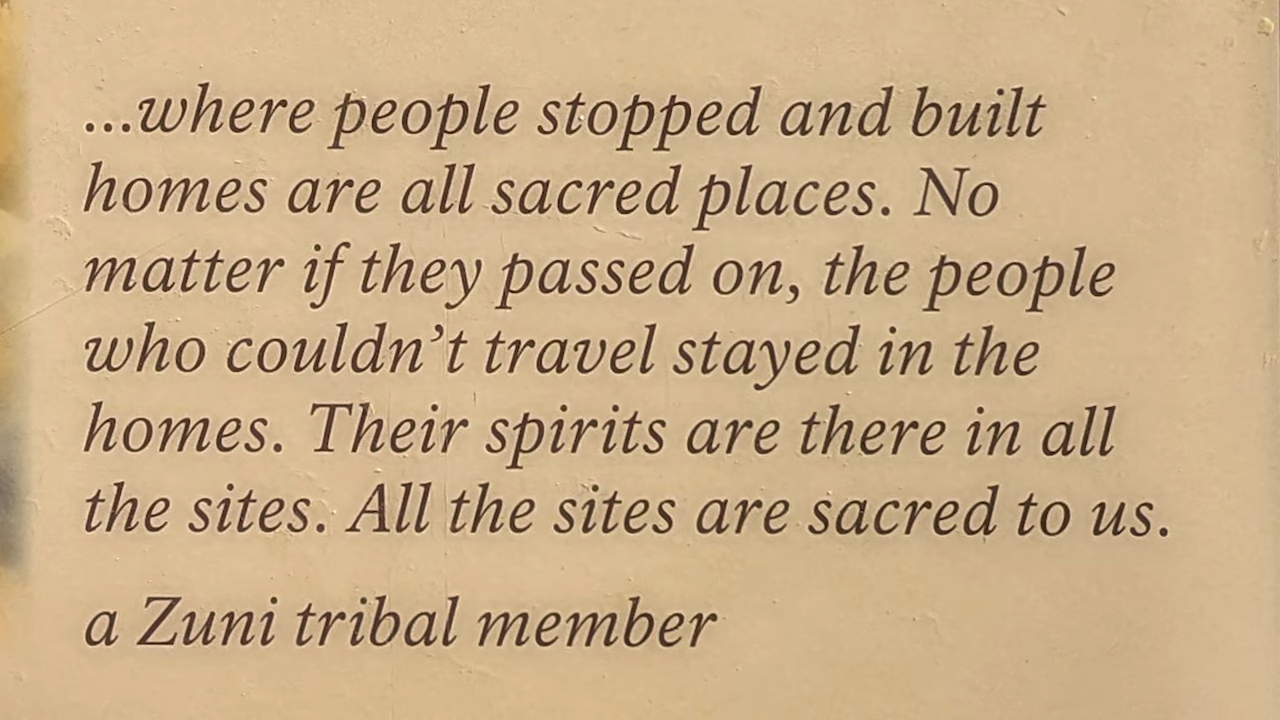 ...where people stopped and built
homes are all sacred places. No
matter if they passed on, the people
who couldn’t travel stayed in the
homes. Their spirits are there in all
the sites. All the sites are sacred to us.
a Zuni tribal member